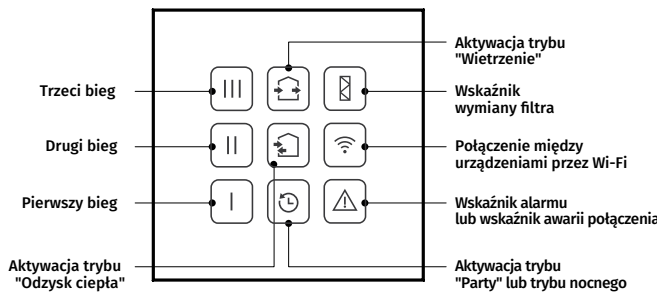 Aktywacja trybu
"Wietrzenie"
Trzeci bieg
Wskaźnik
wymiany filtra
Drugi bieg
Połączenie między
urządzeniami przez Wi-Fi
Pierwszy bieg
Wskaźnik alarmu
lub wskaźnik awarii połączenia
Aktywacja trybu
"Odzysk ciepła"
Aktywacja trybu
"Party" lub trybu nocnego